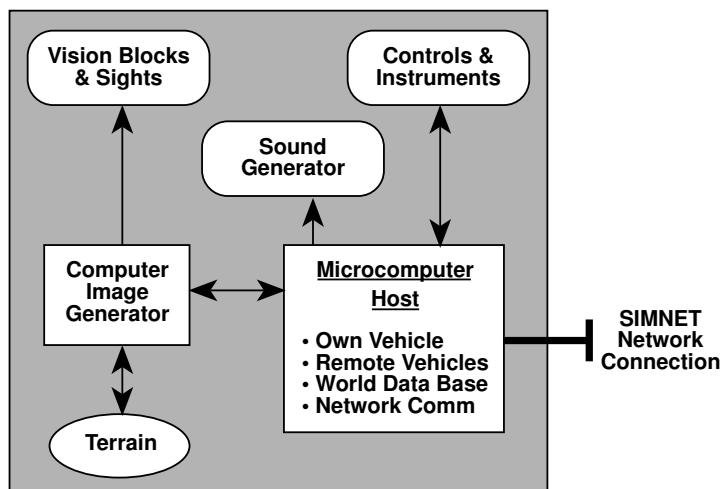 Vision Blocks
& Sights
Controls &
Instruments
Sound
Generator
Computer
Image
Generator
Microcomputer
Host
• Own Vehicle
• Remote Vehicles
• World Data Base
• Network Comm
SIMNET
Network
Connection
Terrain